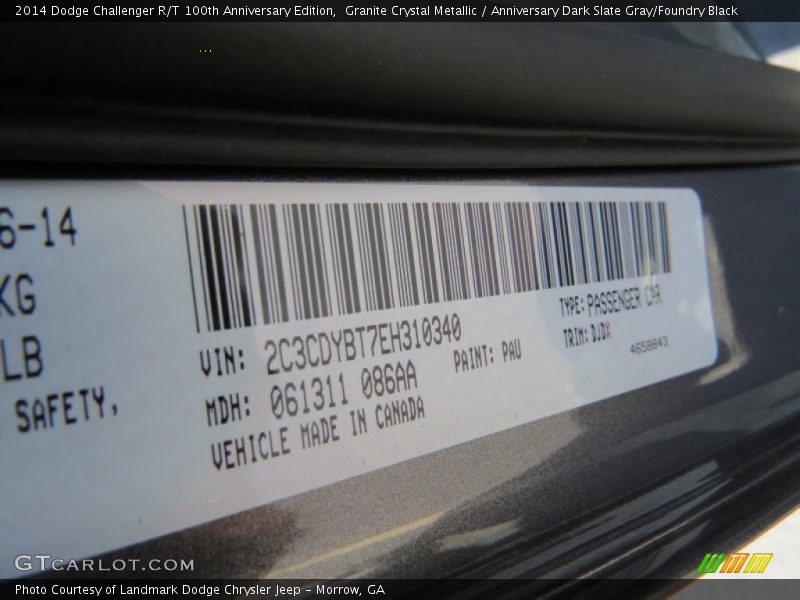 2014 Dodge Challenger R/T 100th Anniversary Edition, Granite Crystal Metallic / Anniversary Dark Slate Gray/Foundry Black
6-14
KG
LB
SAFETY,
VIN: 2C3CDYBT7EH310340
MDH: 061311 086AA
PAINT: PAU
VEHICLE MADE IN CANADA
TYPE: PASSENGER CAR
TRIM: DJDX
4658843
GTCARLOT.COM
Photo Courtesy of Landmark Dodge Chrysler Jeep - Morrow, GA